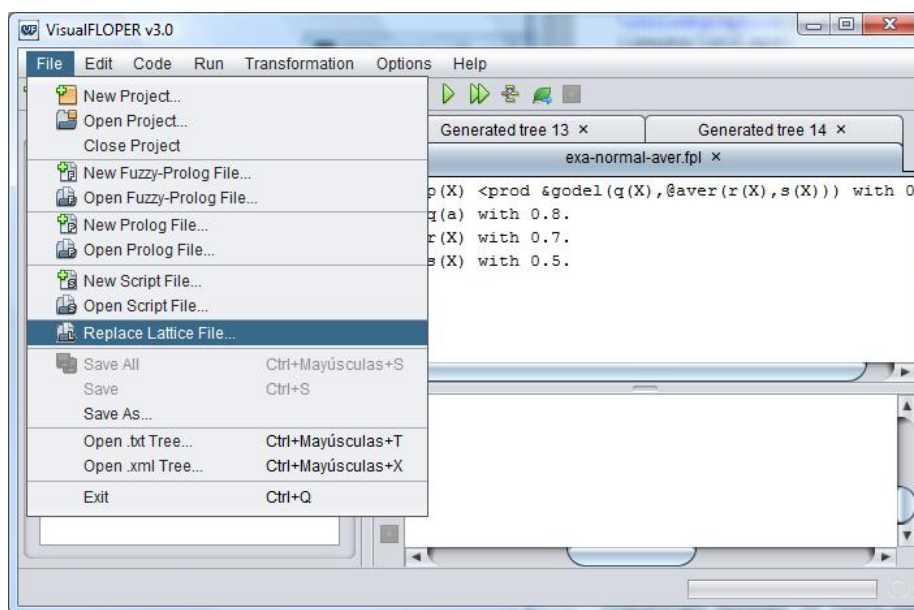 VisualFLOPER v3.0
File Edit Code Run Transformation Options Help
New Project...
Open Project...
Close Project
New Fuzzy-Prolog File...
Open Fuzzy-Prolog File...
New Prolog File...
Open Prolog File...
New Script File...
Open Script File...
Replace Lattice File...
Save All Ctrl+Mayúsculas+S
Save Ctrl+S
Save As...
Open .txt Tree... Ctrl+Mayúsculas+T
Open .xml Tree... Ctrl+Mayúsculas+X
Exit Ctrl+Q
Generated tree 13 × Generated tree 14 ×
exa-normal-aver.fpl ×
p(X) <prod &godel(q(X),@aver(r(X),s(X))) with 0
q(a) with 0.8.
r(X) with 0.7.
s(X) with 0.5.